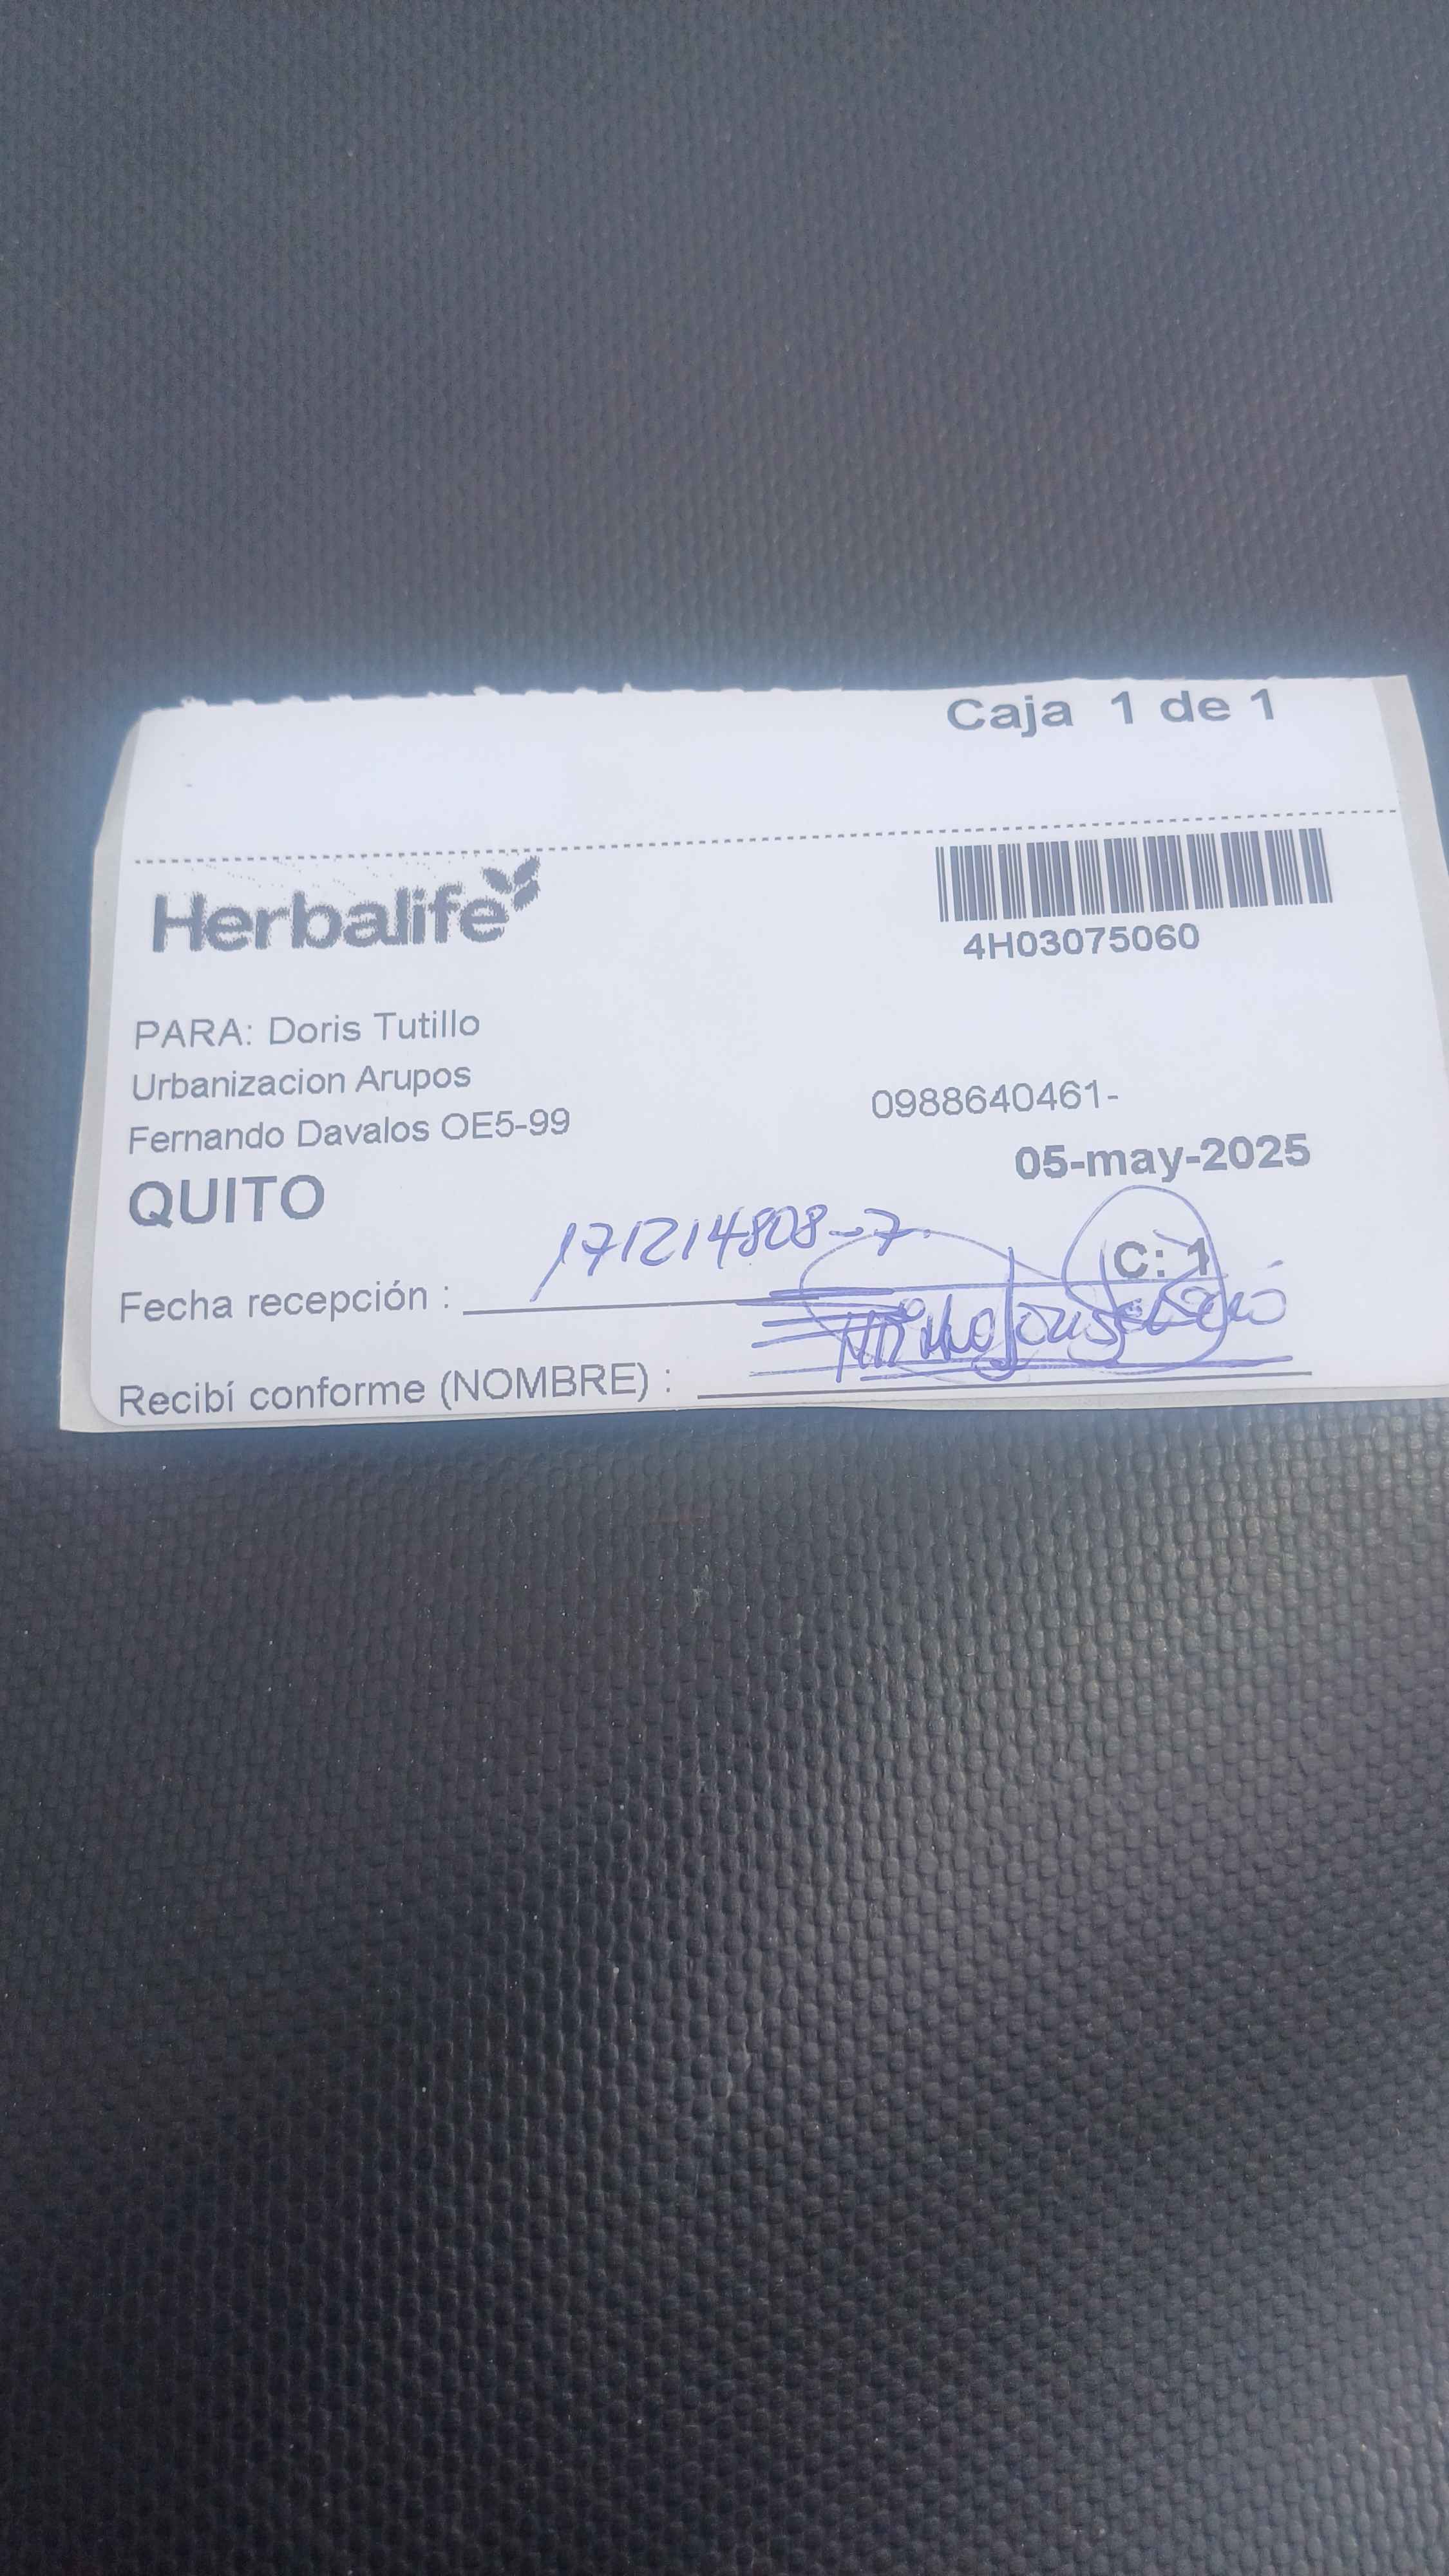 Caja 1 de 1
Herbalife
4H03075060
PARA: Doris Tutillo
Urbanizacion Arupos
Fernando Davalos OE5-99
0988640461-
05-may-2025
QUITO
171214808-7
C: 1
Fecha recepción :
Recibí conforme (NOMBRE) :